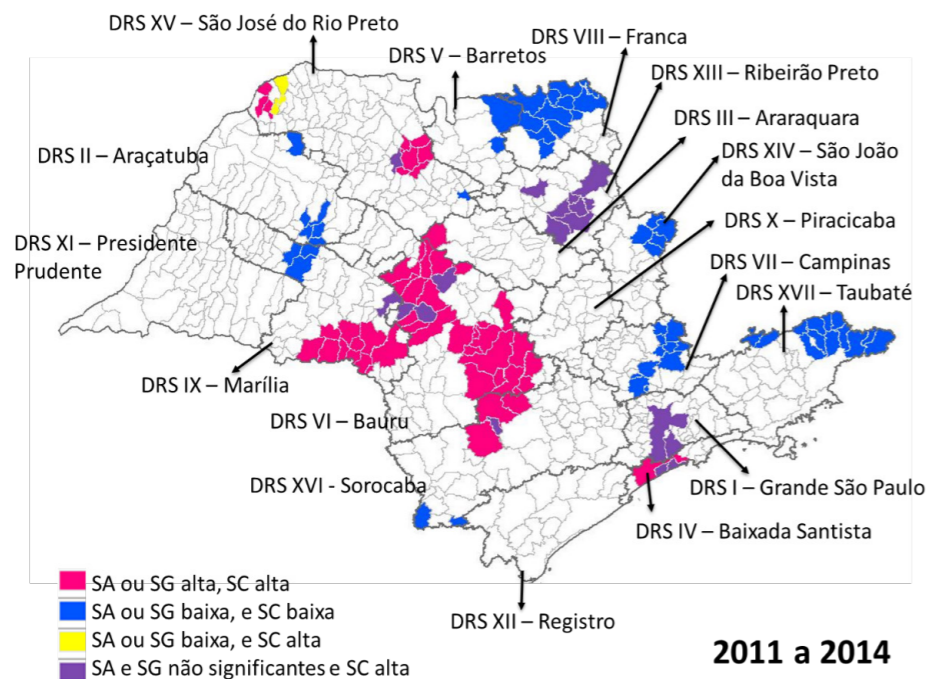 DRS XV – São José do Rio Preto
DRS VIII – Franca
DRS V – Barretos
DRS XIII – Ribeirão Preto
DRS III – Araraquara
DRS II – Araçatuba
DRS XIV – São João
da Boa Vista
DRS X – Piracicaba
DRS XI – Presidente
Prudente
DRS VII – Campinas
DRS XVII – Taubaté
DRS IX – Marília
DRS VI – Bauru
DRS XVI - Sorocaba
DRS I – Grande São Paulo
DRS IV – Baixada Santista
DRS XII – Registro
SA ou SG alta, SC alta
SA ou SG baixa, e SC baixa
SA ou SG baixa, e SC alta
SA e SG não significantes e SC alta
2011 a 2014